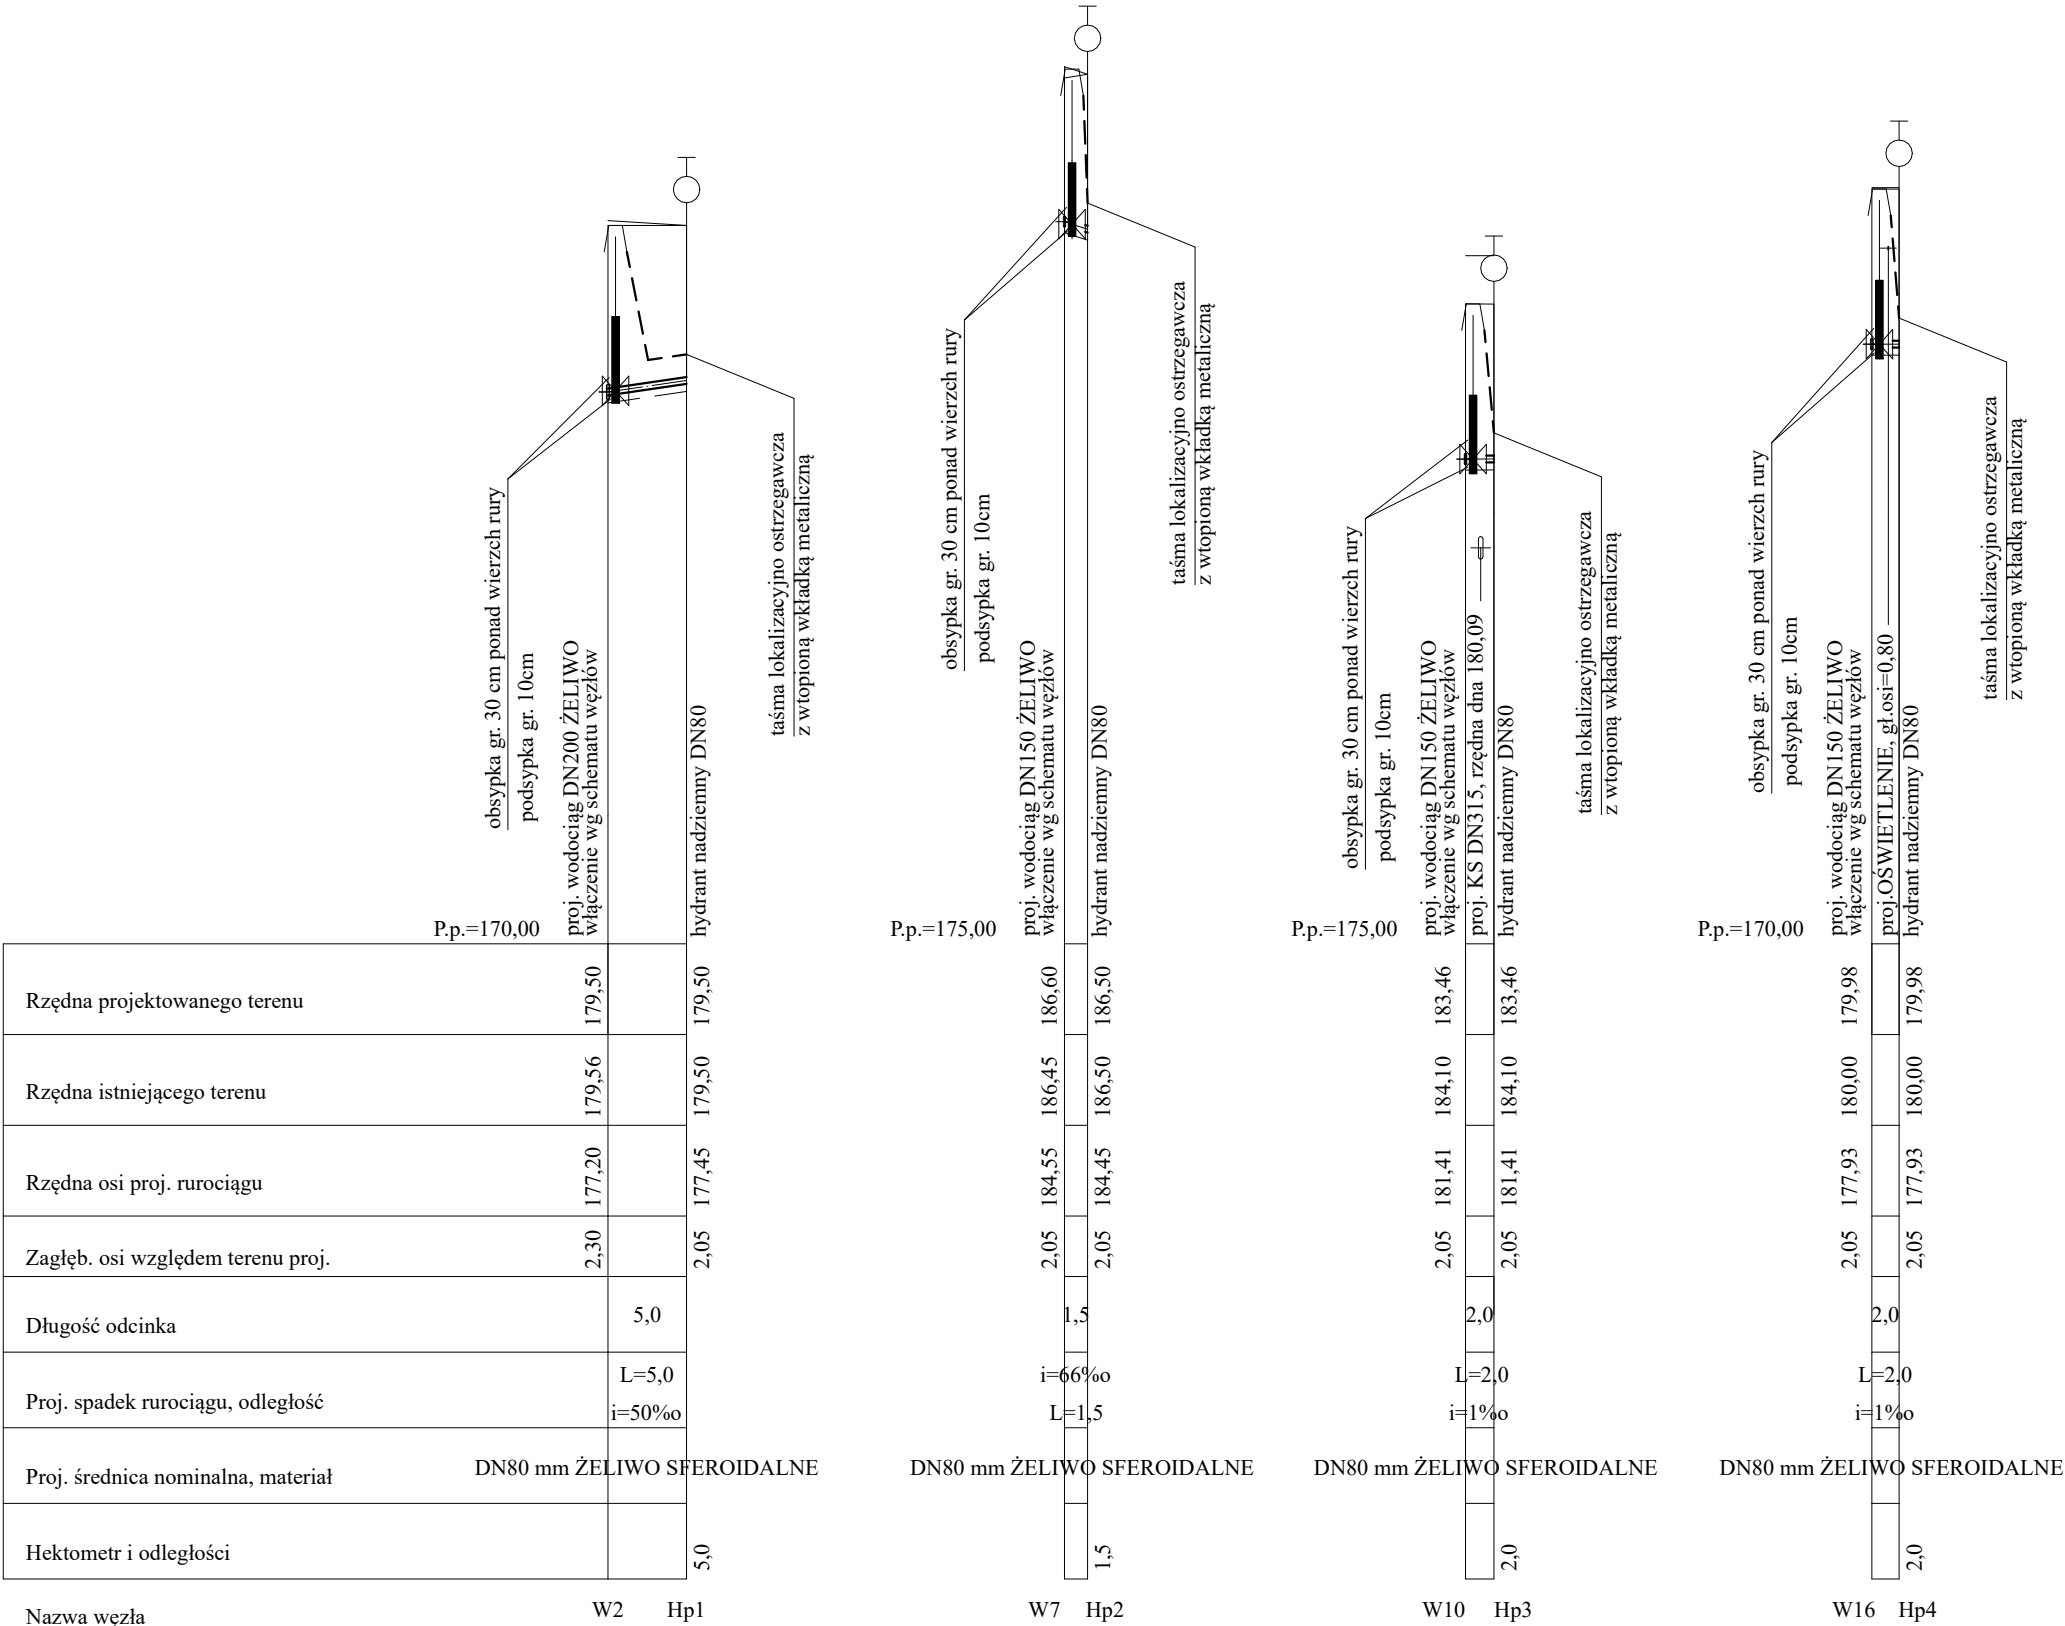 obsypka gr. 30 cm ponad wierzch rury
podsypka gr. 10cm
proj. wodociąg DN200 ŻELIWO
włączenie wg schematu węzłów
hydrant nadziemny DN80
taśma lokalizacyjno ostrzegawcza
z wtopioną wkładką metaliczną
obsypka gr. 30 cm ponad wierzch rury
podsypka gr. 10cm
proj. wodociąg DN150 ŻELIWO
włączenie wg schematu węzłów
hydrant nadziemny DN80
taśma lokalizacyjno ostrzegawcza
z wtopioną wkładką metaliczną
obsypka gr. 30 cm ponad wierzch rury
podsypka gr. 10cm
proj. wodociąg DN150 ŻELIWO
włączenie wg schematu węzłów
proj. KS DN315, rzędna dna 180,09
hydrant nadziemny DN80
taśma lokalizacyjno ostrzegawcza
z wtopioną wkładką metaliczną
obsypka gr. 30 cm ponad wierzch rury
podsypka gr. 10cm
proj. wodociąg DN150 ŻELIWO
włączenie wg schematu węzłów
proj.OŚWIETLENIE, gł.osi=0,80
hydrant nadziemny DN80
taśma lokalizacyjno ostrzegawcza
z wtopioną wkładką metaliczną
P.p.=170,00 P.p.=175,00 P.p.=175,00 P.p.=170,00
Rzędna projektowanego terenu 179,50 179,50 186,60 186,50 183,46 183,46 179,98 179,98
Rzędna istniejącego terenu 179,56 179,50 186,45 186,50 184,10 184,10 180,00 180,00
Rzędna osi proj. rurociągu 177,20 177,45 184,55 184,45 181,41 181,41 177,93 177,93
Zagłęb. osi względem terenu proj. 2,30 2,05 2,05 2,05 2,05 2,05 2,05 2,05
Długość odcinka 5,0 1,5 2,0 2,0
Proj. spadek rurociągu, odległość
L=5,0 i=66%o L=2,0 L=2,0
i=50%o L=1,5 i=1%o i=1%o
Proj. średnica nominalna, materiał DN80 mm ŻELIWO SFEROIDALNE DN80 mm ŻELIWO SFEROIDALNE DN80 mm ŻELIWO SFEROIDALNE DN80 mm ŻELIWO SFEROIDALNE
Hektometr i odległości 5,0 1,5 2,0 2,0
Nazwa węzła W2 Hp1 W7 Hp2 W10 Hp3 W16 Hp4